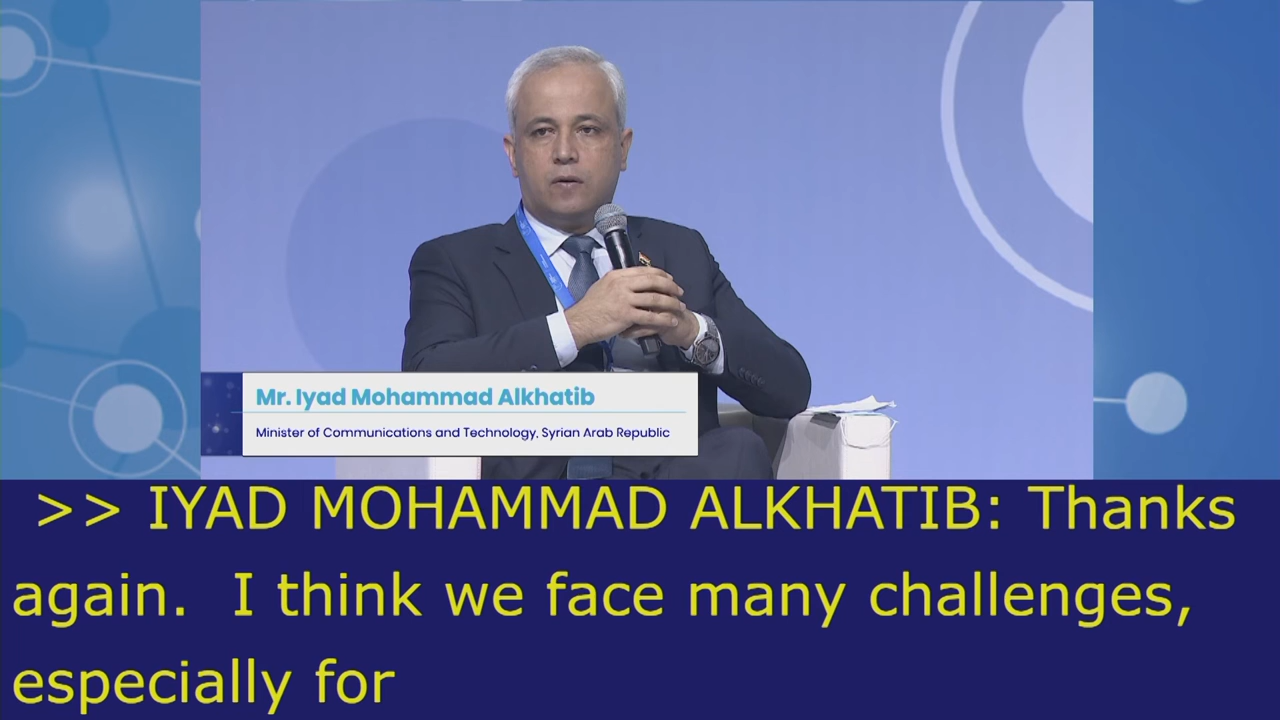 Mr. Iyad Mohammad Alkhatib
Minister of Communications and Technology, Syrian Arab Republic
>> IYAD MOHAMMAD ALKHATIB: Thanks
again.  I think we face many challenges,
especially for